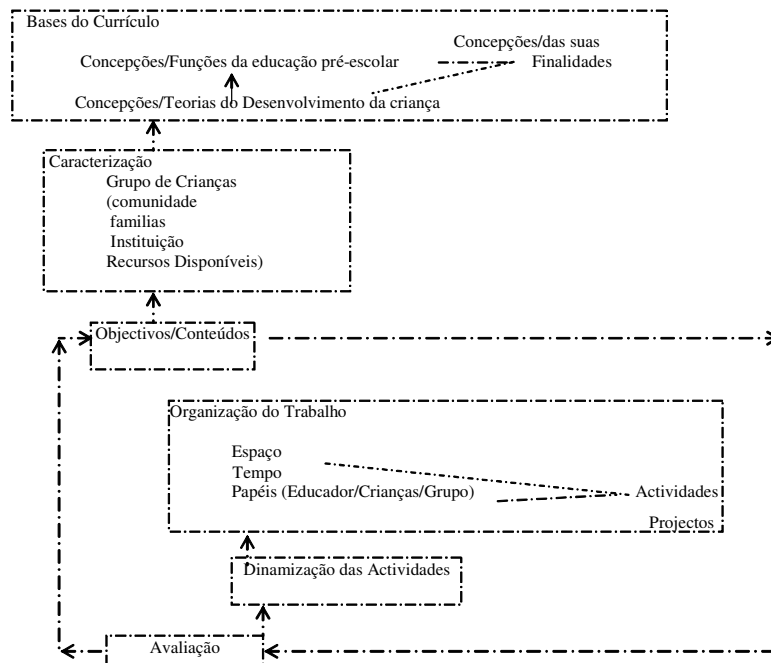 Bases do Currículo
Concepções/das suas
Concepções/Funções da educação pré-escolar
Finalidades
Concepções/Teorias do Desenvolvimento da criança
Caracterização
Grupo de Crianças
(comunidade
familias
Instituição
Recursos Disponíveis)
Objectivos/Conteúdos
Organização do Trabalho
Espaço
Tempo
Papéis (Educador/Crianças/Grupo)
Actividades
Projectos
Dinamização das Actividades
Avaliação